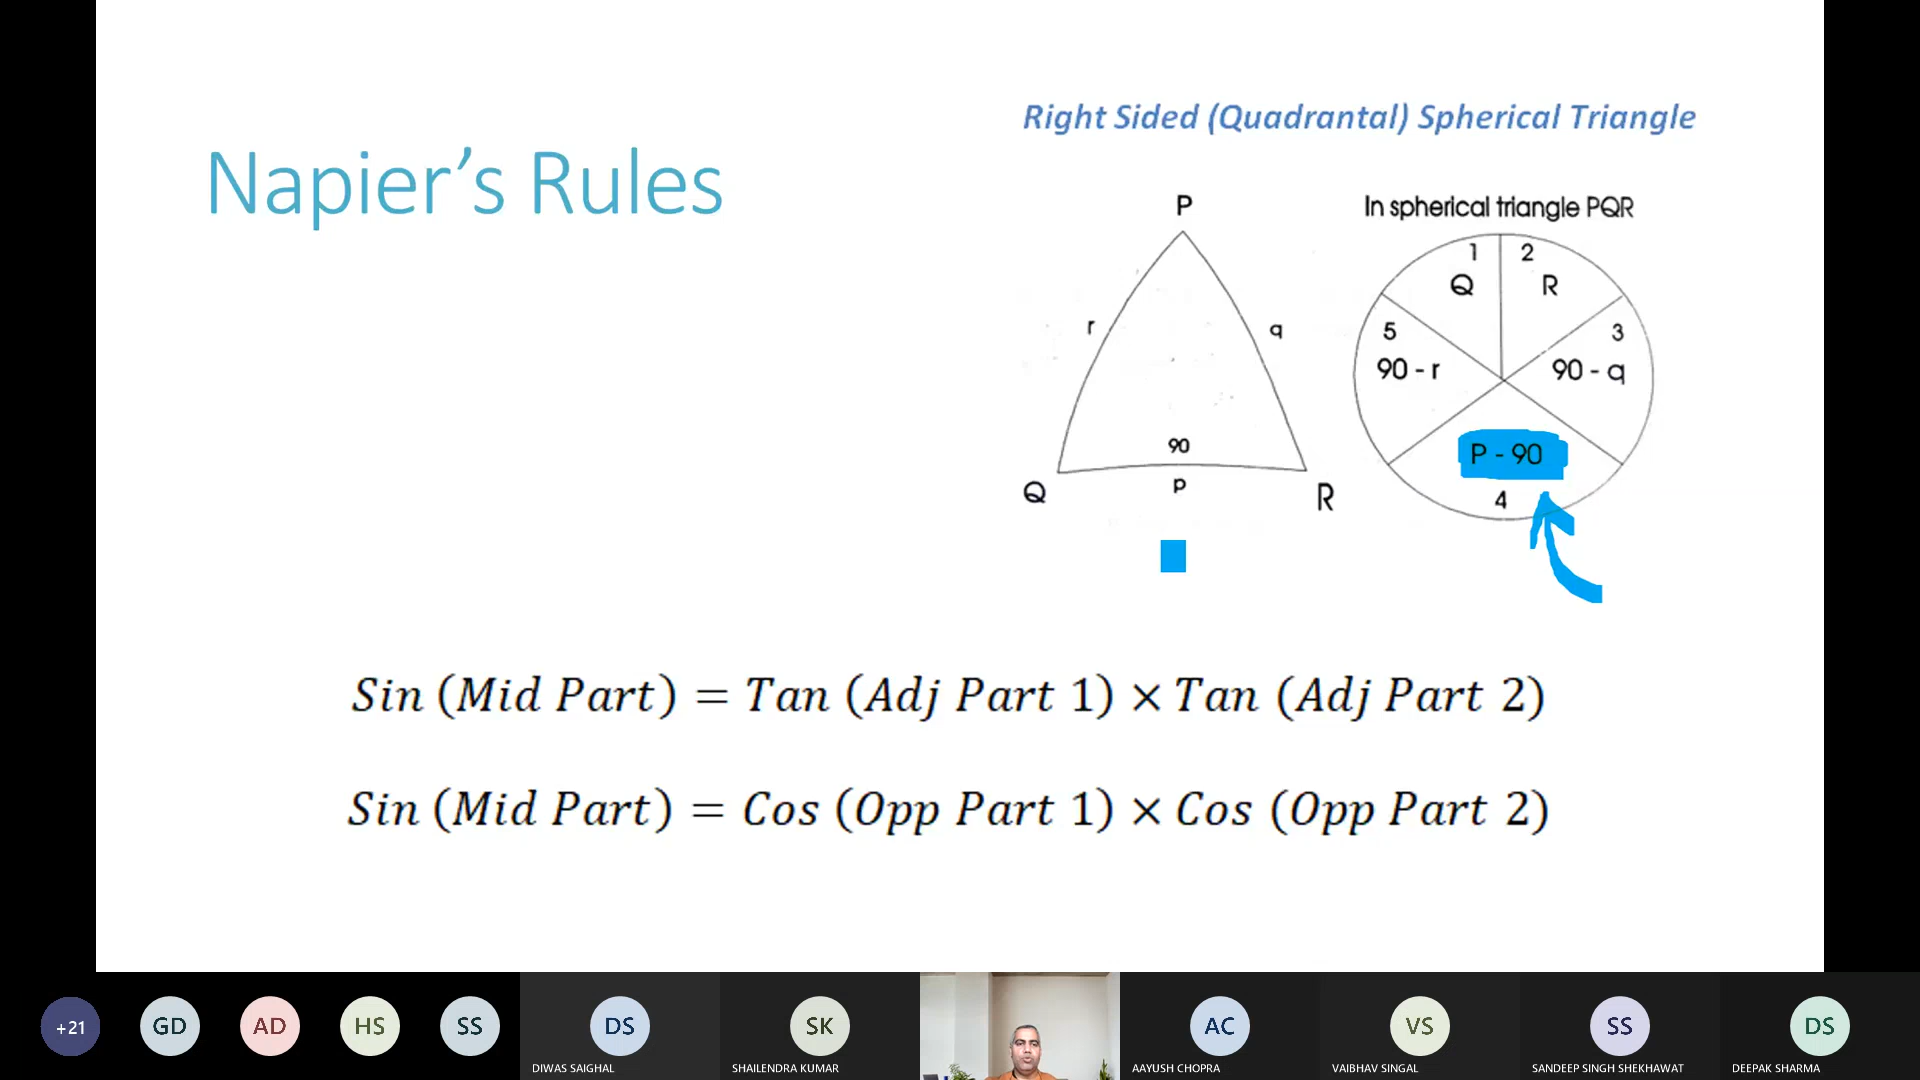 Right Sided (Quadrantal) Spherical Triangle
Napier’s Rules
P
r
q
90
p
Q
R
In spherical triangle PQR
1
2
Q
R
5
3
90 - r
90 - q
P - 90
4
Sin (Mid Part) = Tan (Adj Part 1) × Tan (Adj Part 2)
Sin (Mid Part) = Cos (Opp Part 1) × Cos (Opp Part 2)
+21
GD
AD
HS
SS
DS
SK
AC
VS
SS
DS
DIWAS SAIGHAL
SHAILENDRA KUMAR
AAYUSH CHOPRA
VAIBHAV SINGAL
SANDEEP SINGH SHEKHAWAT
DEEPAK SHARMA